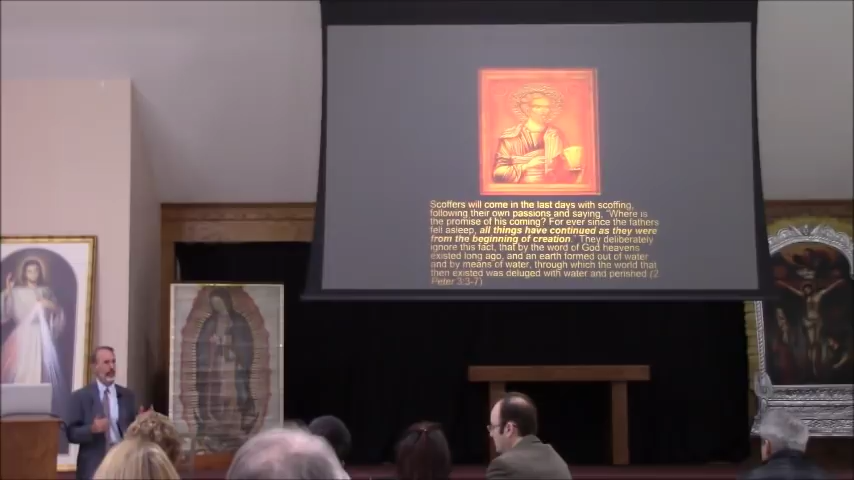 Scoffers will come in the last days with scoffing,
following their own passions and saying, "Where is
the promise of his coming? For ever since the fathers
fell asleep, all things have continued as they were
from the beginning of creation." They deliberately
ignore this fact, that by the word of God heavens
existed long ago, and an earth formed out of water
and by means of water, through which the world that
then existed was deluged with water and perished (2
Peter 3:3-7)